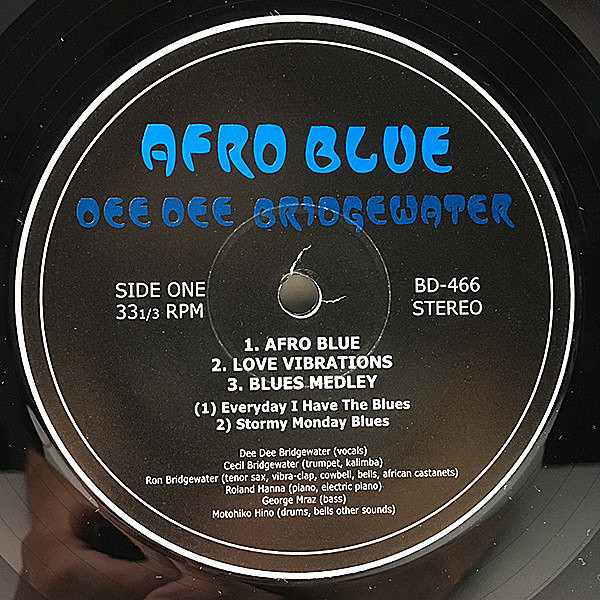 AFRO BLUE
DEE DEE BRIDGEWATER
SIDE ONE
33 1/3 RPM
BD-466
STEREO
1. AFRO BLUE
2. LOVE VIBRATIONS
3. BLUES MEDLEY
(1) Everyday I Have The Blues
2) Stormy Monday Blues
Dee Dee Bridgewater (vocals)
Cecil Bridgewater (trumpet, kalimba)
Ron Bridgewater (tenor sax, vibra-clap, cowbell, bells, african castanets)
Roland Hanna (piano, electric piano)
George Mraz (bass)
Motohiko Hino (drums, bells other sounds)